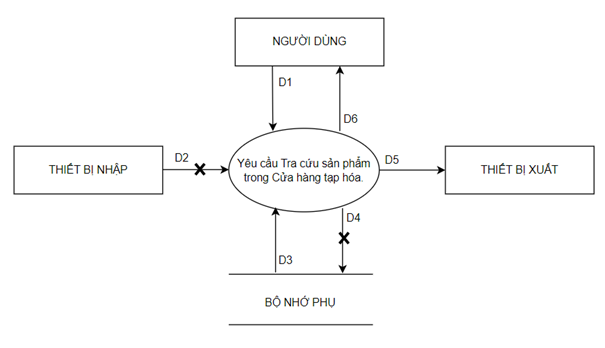 NGƯỜI DÙNG
D1
D6
THIẾT BỊ NHẬP
D2
Yêu cầu Tra cứu sản phẩm
trong Cửa hàng tạp hóa.
D5
THIẾT BỊ XUẤT
D4
D3
BỘ NHỚ PHỤ